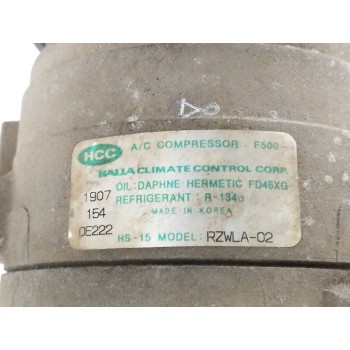 HCC A/C COMPRESSOR F500-
HALLA CLIMATE CONTROL CORP.
OIL: DAPHNE HERMETIC FD46XG
1907 REFRIGERANT : R-134a
154 MADE IN KOREA
0E222 HS-15 MODEL: RZWLA-02